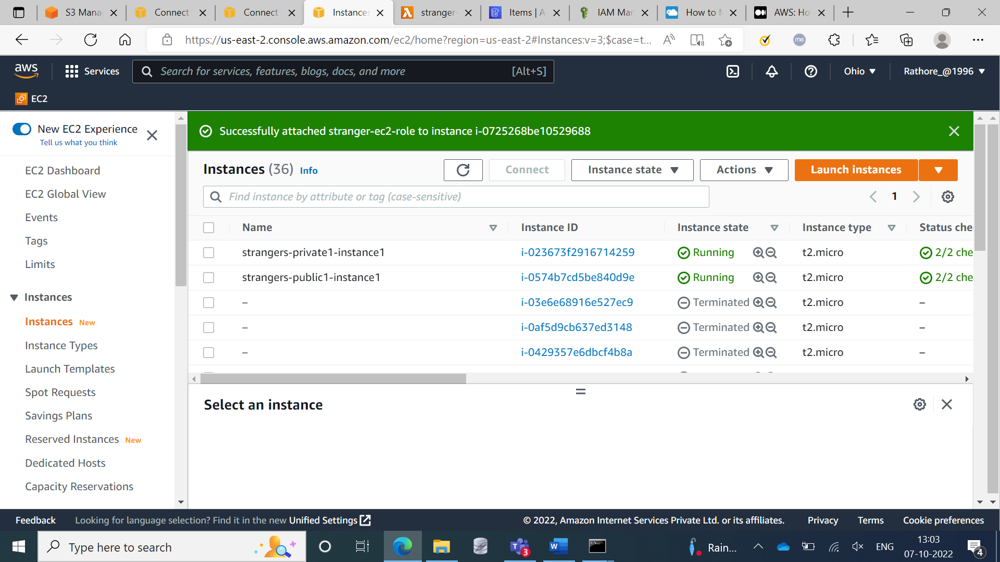 S3 Mana
Connect
Connect
Instances
stranger-
Items | A
IAM Man
How to M
AWS: Ho
https://us-east-2.console.aws.amazon.com/ec2/home?region=us-east-2#Instances:v=3;$case=t...
aws
Services
Search for services, features, blogs, docs, and more [Alt+S]
Ohio
Rathore_@1996
EC2
New EC2 Experience
Tell us what you think
EC2 Dashboard
EC2 Global View
Events
Tags
Limits
Instances
Instances New
Instance Types
Launch Templates
Spot Requests
Savings Plans
Reserved Instances New
Dedicated Hosts
Capacity Reservations
Successfully attached stranger-ec2-role to instance i-0725268be10529688
Instances (36) Info
Connect
Instance state
Actions
Launch instances
Find instance by attribute or tag (case-sensitive)
1
Name Instance ID Instance state Instance type Status che
strangers-private1-instance1 i-023673f2916714259 Running t2.micro 2/2 che
strangers-public1-instance1 i-0574b7cd5be840d9e Running t2.micro 2/2 che
– i-03e6e68916e527ec9 Terminated t2.micro –
– i-0af5d9cb637ed3148 Terminated t2.micro –
– i-0429357e6dbcf4b8a Terminated t2.micro –
Select an instance
Feedback Looking for language selection? Find it in the new Unified Settings
© 2022, Amazon Internet Services Private Ltd. or its affiliates. Privacy Terms Cookie preferences
Type here to search
3
Rain...
ENG
13:03
07-10-2022
4